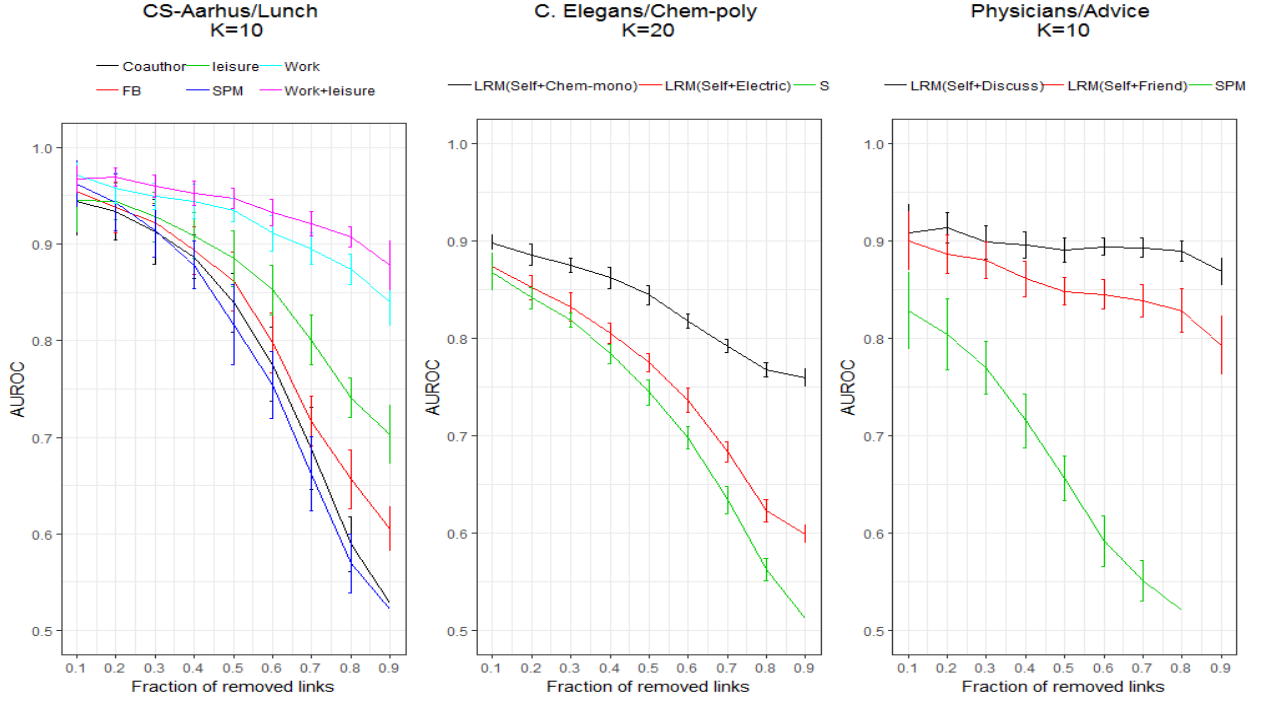 CS-Aarhus/Lunch
K=10
Coauthor leisure Work
FB SPM Work+leisure
AUROC
1.0
0.9
0.8
0.7
0.6
0.5
0.1 0.2 0.3 0.4 0.5 0.6 0.7 0.8 0.9
Fraction of removed links
C. Elegans/Chem-poly
K=20
LRM(Self+Chem-mono) LRM(Self+Electric) S
AUROC
1.0
0.9
0.8
0.7
0.6
0.5
0.1 0.2 0.3 0.4 0.5 0.6 0.7 0.8 0.9
Fraction of removed links
Physicians/Advice
K=10
LRM(Self+Discuss) LRM(Self+Friend) SPM
AUROC
1.0
0.9
0.8
0.7
0.6
0.5
0.1 0.2 0.3 0.4 0.5 0.6 0.7 0.8 0.9
Fraction of removed links